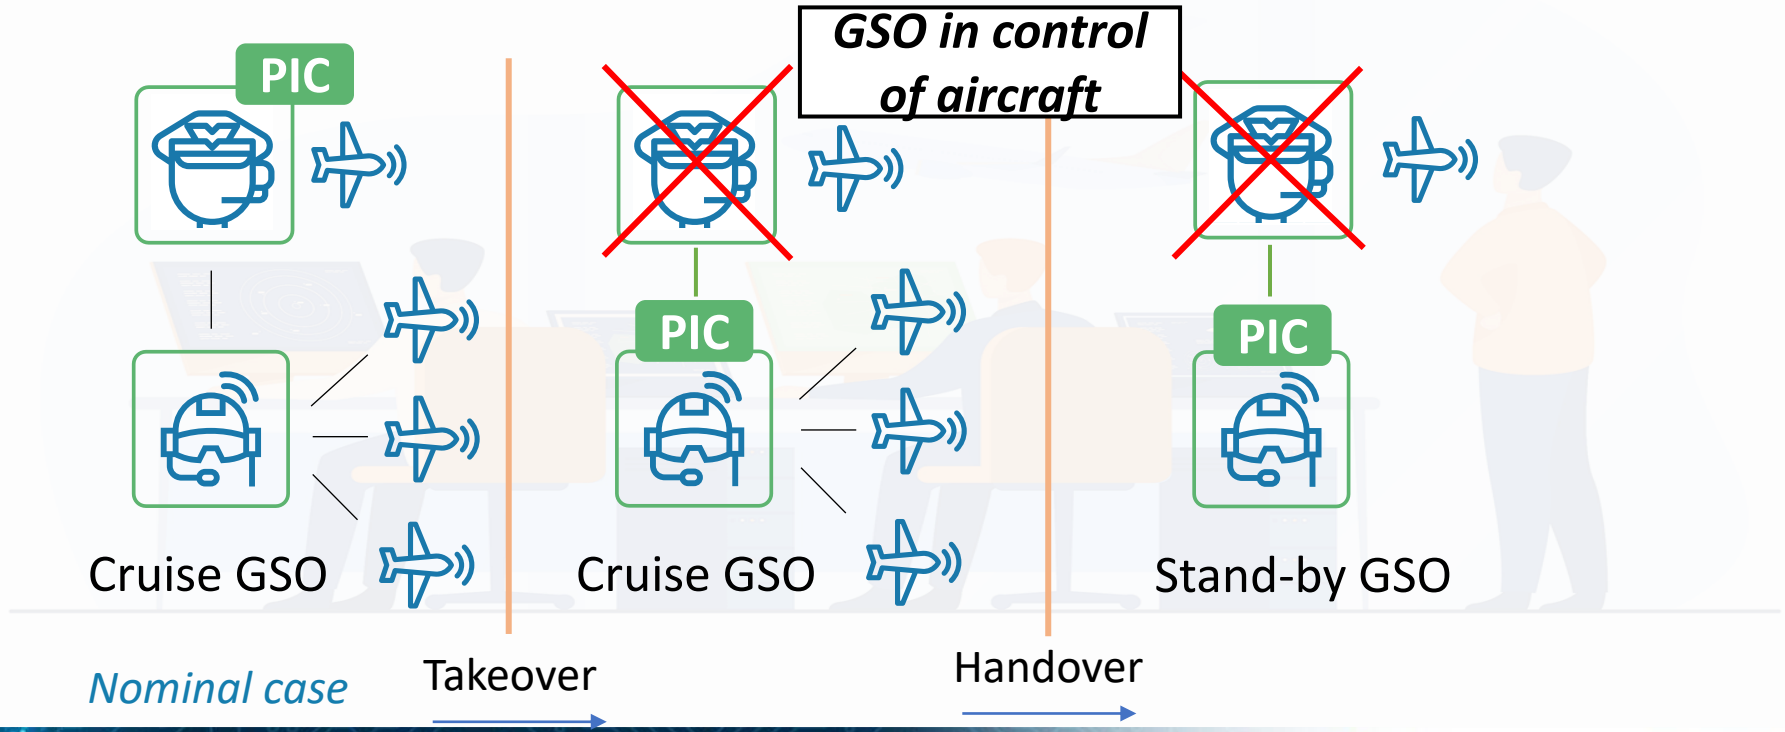 PIC
GSO in control
of aircraft
PIC
PIC
Cruise GSO
Cruise GSO
Stand-by GSO
Nominal case
Takeover
Handover